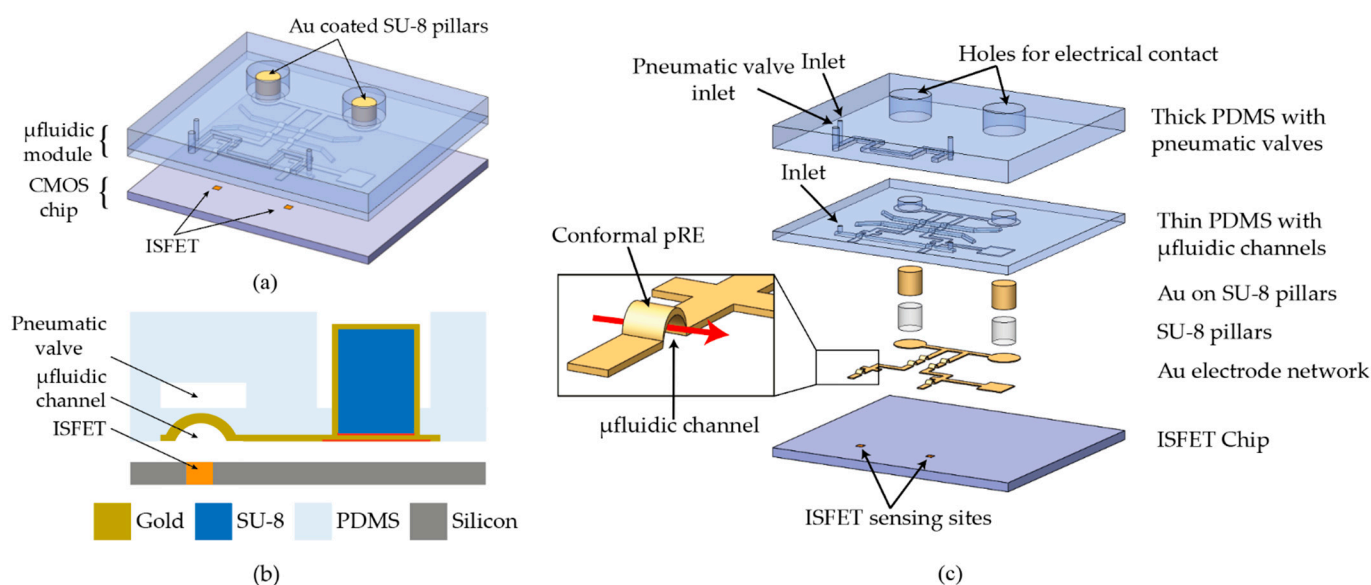 (a)
Au coated SU-8 pillars
μfluidic
module
CMOS
chip
ISFET
(a)
Pneumatic
valve
μfluidic
channel
ISFET
Gold
SU-8
PDMS
Silicon
(b)
Pneumatic valve
inlet
Inlet
Holes for electrical contact
Thick PDMS with
pneumatic valves
Inlet
Thin PDMS with
μfluidic channels
Conformal pRE
μfluidic channel
Au on SU-8 pillars
SU-8 pillars
Au electrode network
ISFET Chip
ISFET sensing sites
(c)